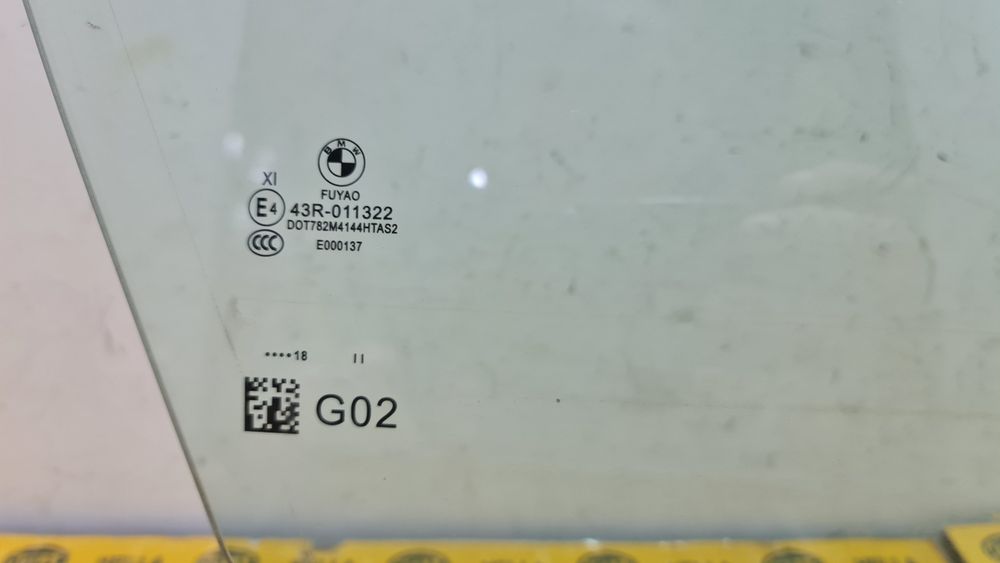 BMW
FUYAO
XI
E4 43R-011322
DOT782M4144HTAS2
CCC E000137
••••18 II
G02